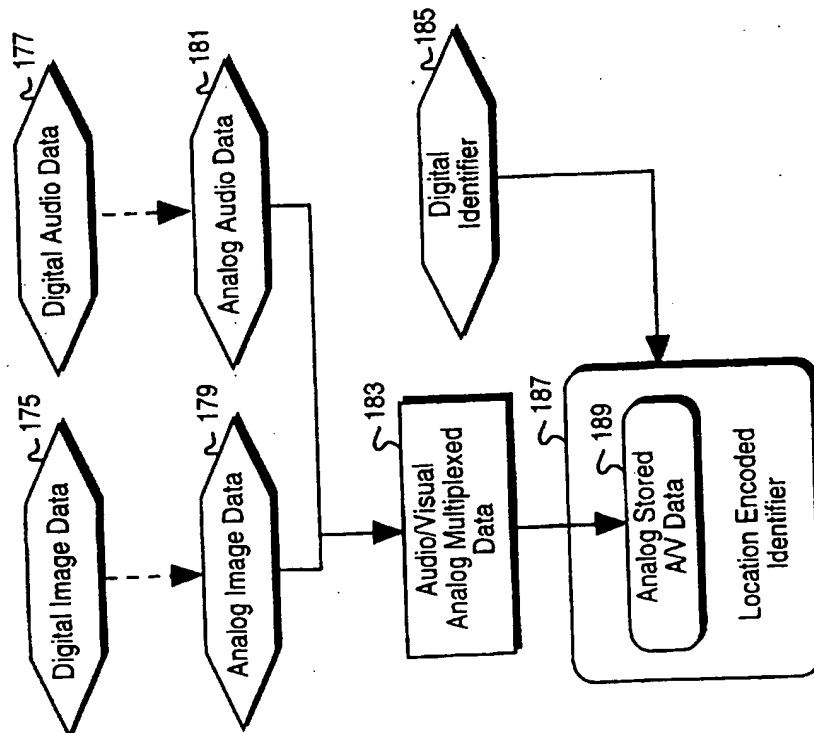 Digital Image Data
175
Digital Audio Data
177
Analog Image Data
179
Analog Audio Data
181
Audio/Visual
Analog Multiplexed
Data
183
Digital
Identifier
185
187
189
Analog Stored
A/V Data
Location Encoded
Identifier